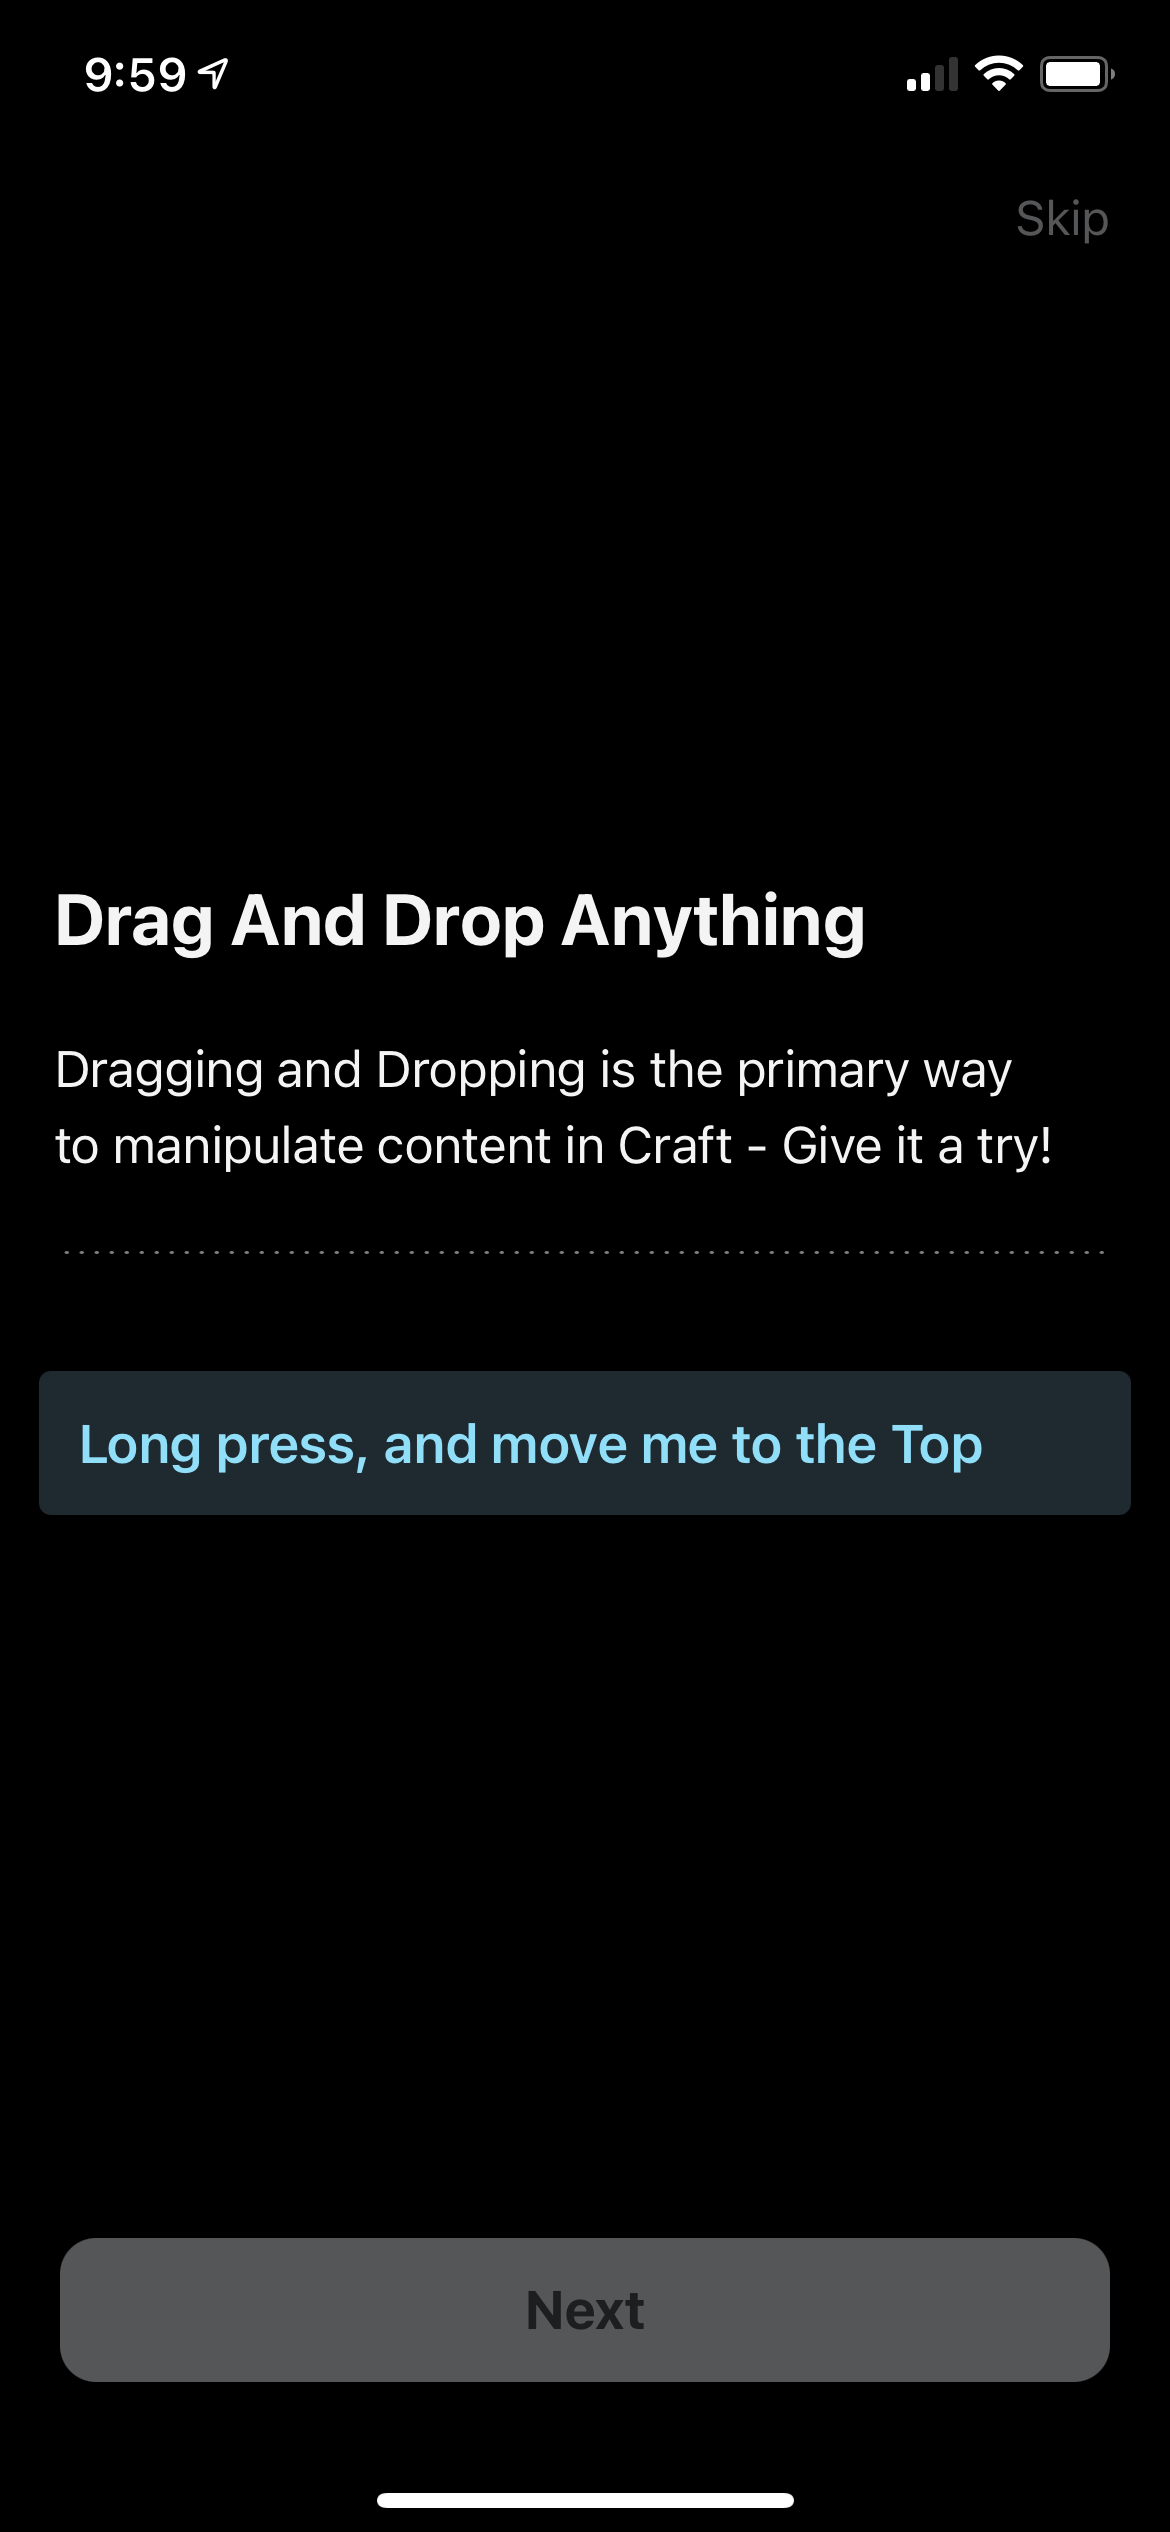 9:59
Skip
Drag And Drop Anything
Dragging and Dropping is the primary way
to manipulate content in Craft - Give it a try!
Long press, and move me to the Top
Next